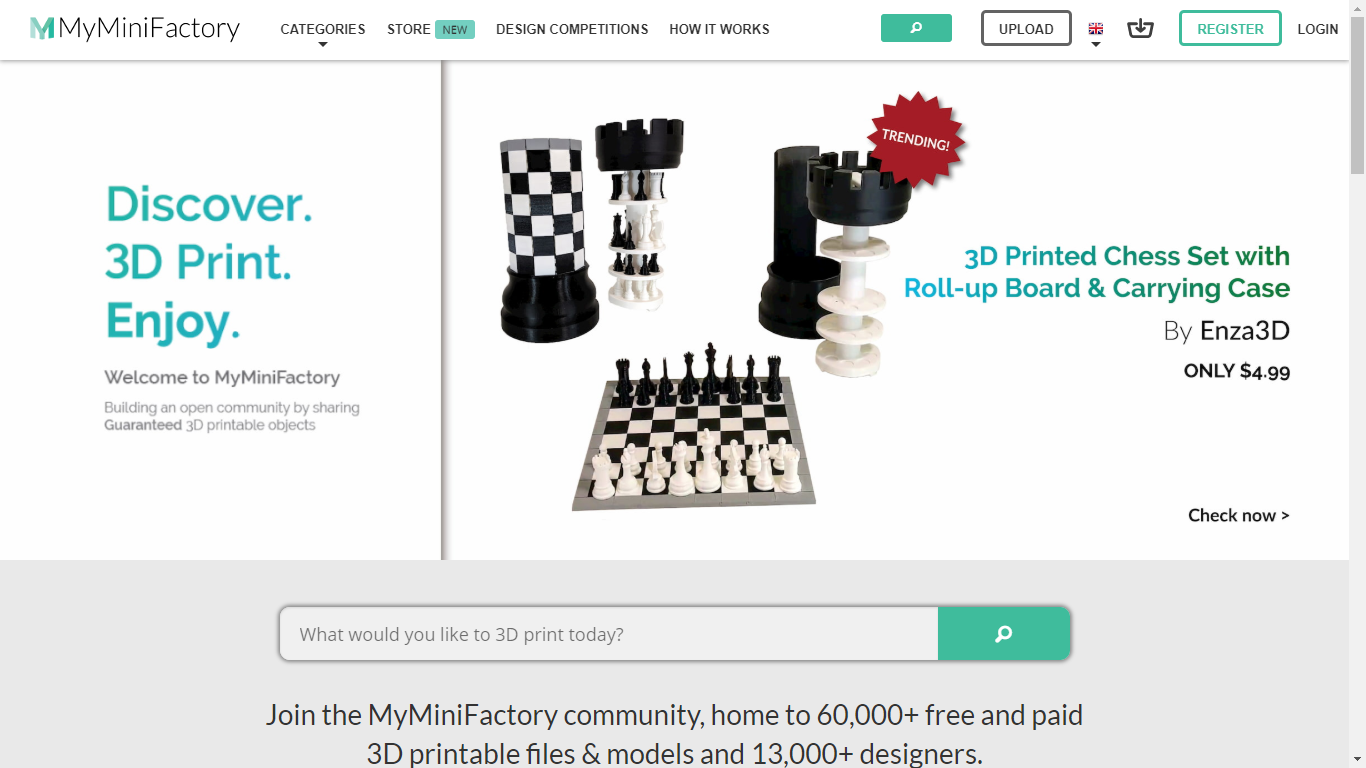 MyMiniFactory
CATEGORIES
STORE NEW
DESIGN COMPETITIONS
HOW IT WORKS
UPLOAD
REGISTER
LOGIN
Discover.
3D Print.
Enjoy.
Welcome to MyMiniFactory
Building an open community by sharing
Guaranteed 3D printable objects
TRENDING!
3D Printed Chess Set with
Roll-up Board & Carrying Case
By Enza3D
ONLY $4.99
Check now >
What would you like to 3D print today?
Join the MyMiniFactory community, home to 60,000+ free and paid
3D printable files & models and 13,000+ designers.